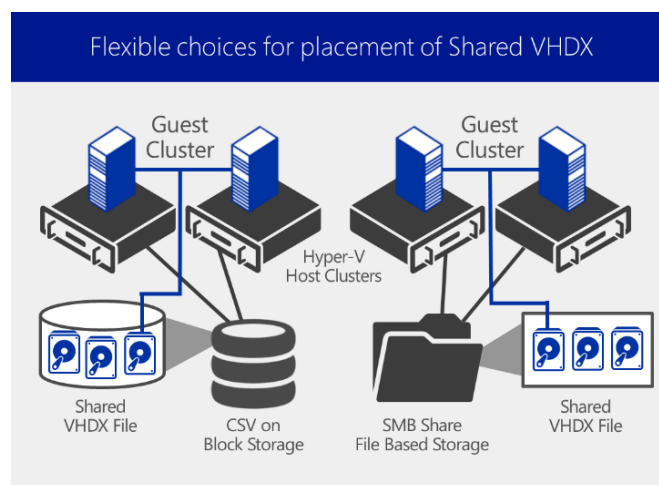 Flexible choices for placement of Shared VHDX
Guest
Cluster
Guest
Cluster
Hyper-V
Host Clusters
Shared
VHDX File
CSV on
Block Storage
SMB Share
File Based Storage
Shared
VHDX File